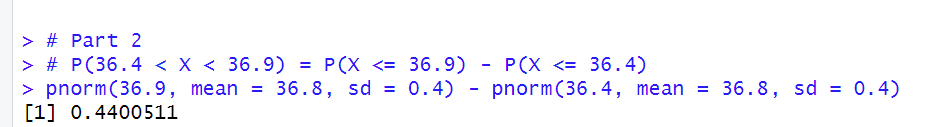 > # Part 2
> # P(36.4 < X < 36.9) = P(X <= 36.9) - P(X <= 36.4)
> pnorm(36.9, mean = 36.8, sd = 0.4) - pnorm(36.4, mean = 36.8, sd = 0.4)
[1] 0.4400511